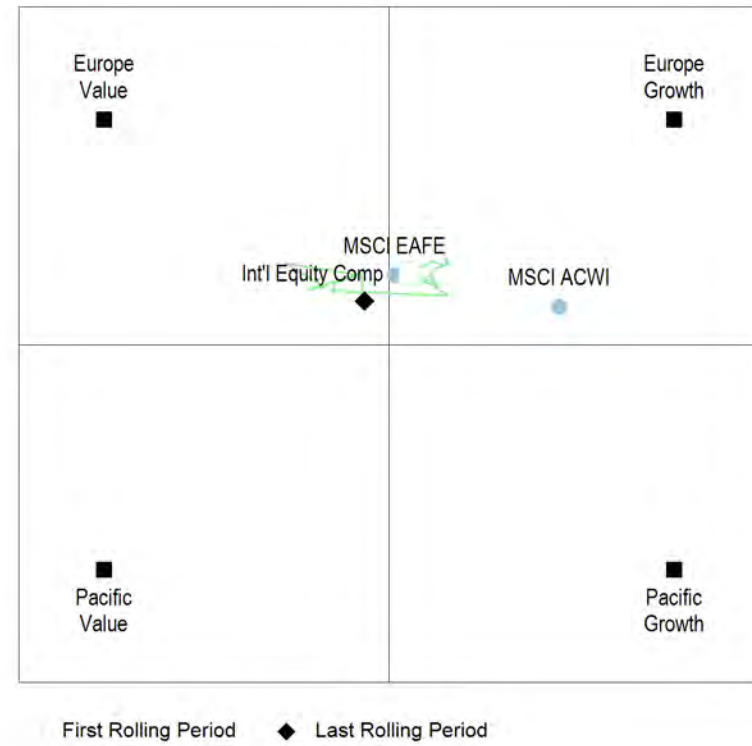 Europe
Value
Europe
Growth
MSCI EAFE
Int'l Equity Comp
MSCI ACWI
Pacific
Value
Pacific
Growth
First Rolling Period
Last Rolling Period